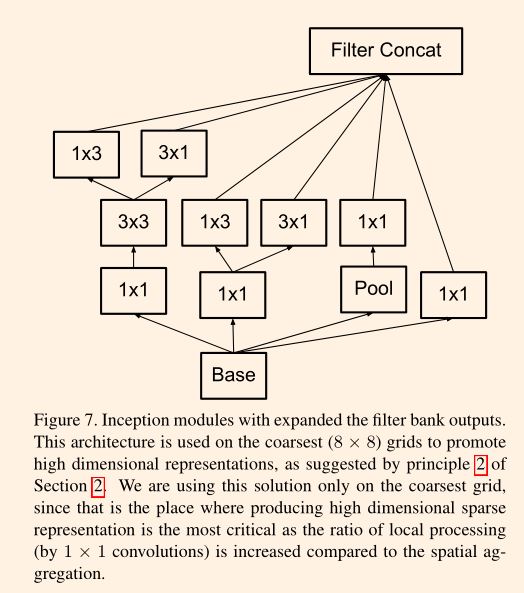 Filter Concat
1x3
3x1
3x3
1x3
3x1
1x1
1x1
1x1
Pool
1x1
Base
Figure 7. Inception modules with expanded the filter bank outputs.
This architecture is used on the coarsest (8 × 8) grids to promote
high dimensional representations, as suggested by principle 2 of
Section 2. We are using this solution only on the coarsest grid,
since that is the place where producing high dimensional sparse
representation is the most critical as the ratio of local processing
(by 1 × 1 convolutions) is increased compared to the spatial ag-
gregation.